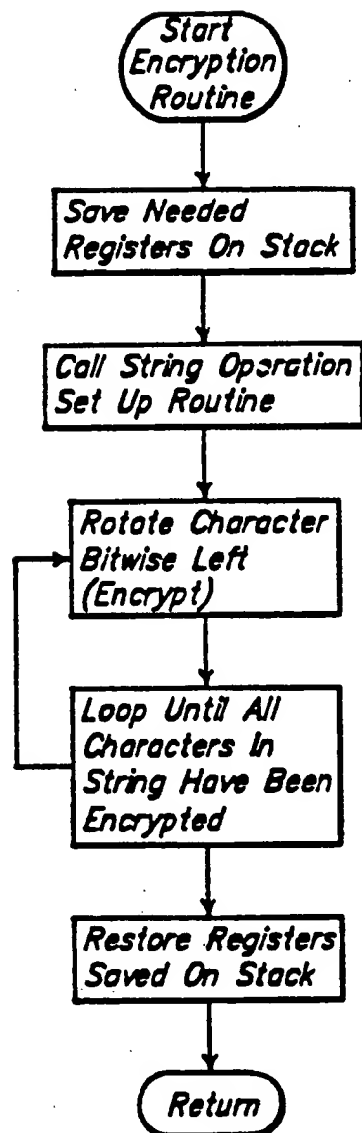 Start
Encryption
Routine
Save Needed
Registers On Stack
Call String Operation
Set Up Routine
Rotate Character
Bitwise Left
(Encrypt)
Loop Until All
Characters In
String Have Been
Encrypted
Restore Registers
Saved On Stack
Return